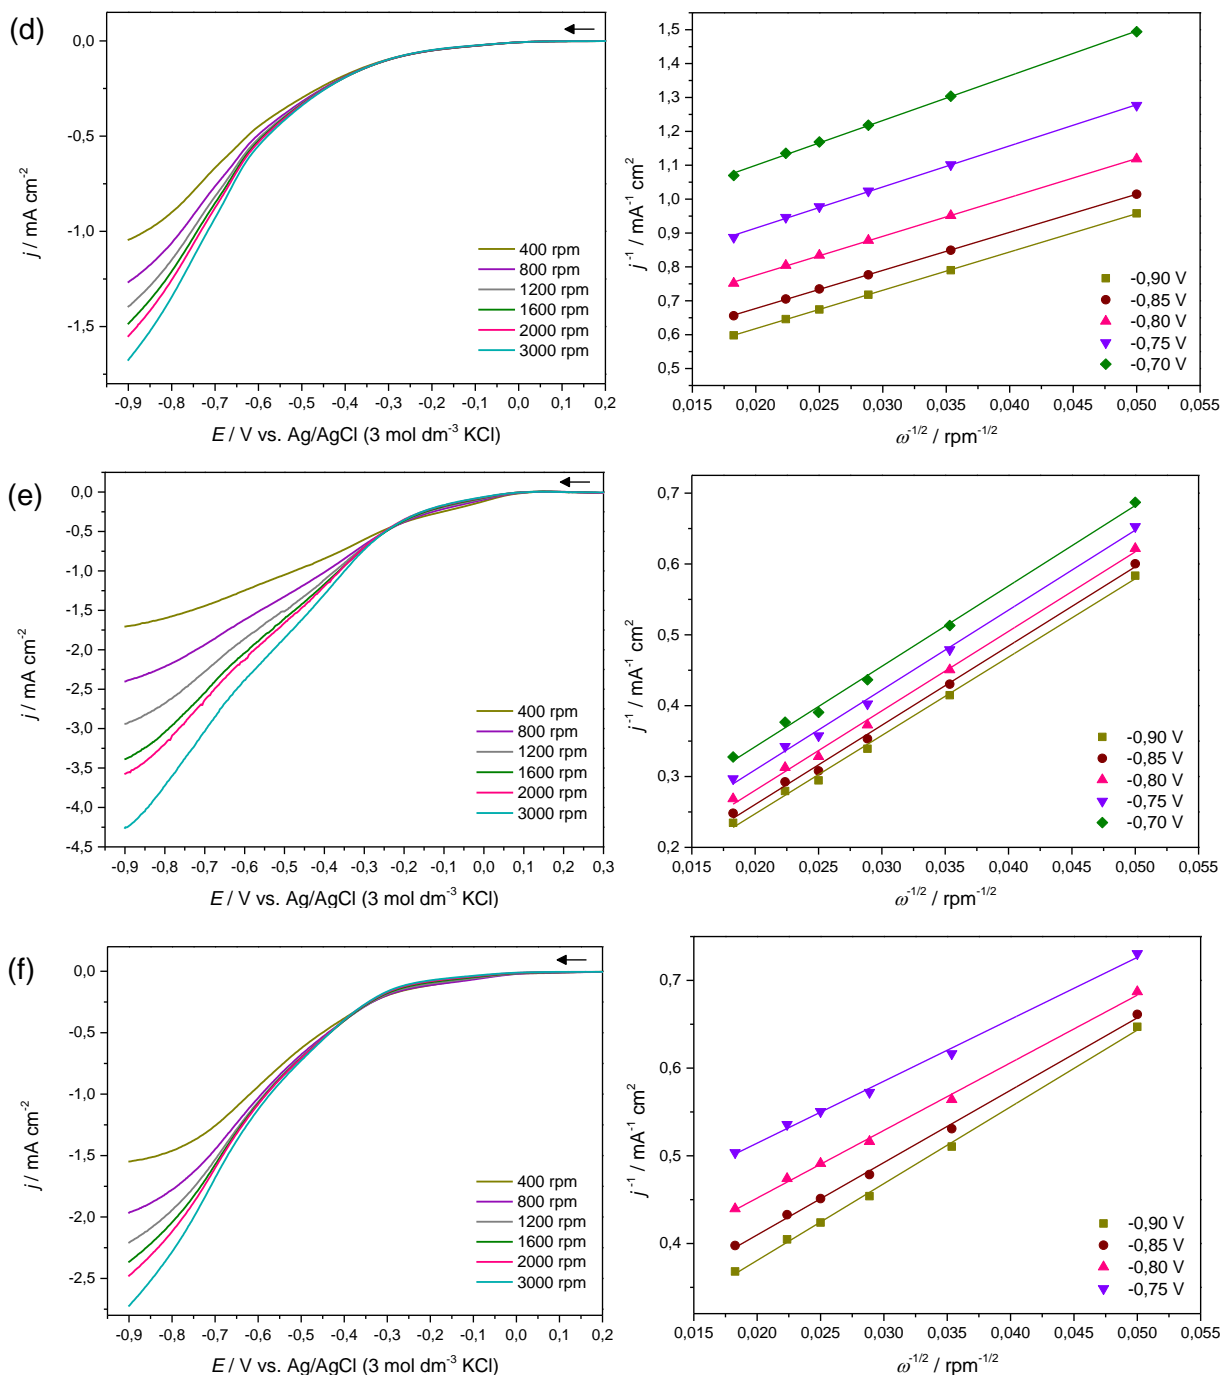 (d)
0,0
-0,5
-1,0
-1,5
j / mA cm-2
400 rpm
800 rpm
1200 rpm
1600 rpm
2000 rpm
3000 rpm
-0,9 -0,8 -0,7 -0,6 -0,5 -0,4 -0,3 -0,2 -0,1 0,0 0,1 0,2
E / V vs. Ag/AgCl (3 mol dm-3 KCl)
1,5
1,4
1,3
1,2
1,1
1,0
0,9
0,8
0,7
0,6
0,5
j-1 / mA-1 cm2
-0,90 V
-0,85 V
-0,80 V
-0,75 V
-0,70 V
0,015 0,020 0,025 0,030 0,035 0,040 0,045 0,050 0,055
ω-1/2 / rpm-1/2
(e)
0,0
-0,5
-1,0
-1,5
-2,0
-2,5
-3,0
-3,5
-4,0
-4,5
j / mA cm-2
400 rpm
800 rpm
1200 rpm
1600 rpm
2000 rpm
3000 rpm
-0,9 -0,8 -0,7 -0,6 -0,5 -0,4 -0,3 -0,2 -0,1 0,0 0,1 0,2 0,3
E / V vs. Ag/AgCl (3 mol dm-3 KCl)
0,7
0,6
0,5
0,4
0,3
0,2
j-1 / mA-1 cm2
-0,90 V
-0,85 V
-0,80 V
-0,75 V
-0,70 V
0,015 0,020 0,025 0,030 0,035 0,040 0,045 0,050 0,055
ω-1/2 / rpm-1/2
(f)
0,0
-0,5
-1,0
-1,5
-2,0
-2,5
j / mA cm-2
400 rpm
800 rpm
1200 rpm
1600 rpm
2000 rpm
3000 rpm
-0,9 -0,8 -0,7 -0,6 -0,5 -0,4 -0,3 -0,2 -0,1 0,0 0,1 0,2
E / V vs. Ag/AgCl (3 mol dm-3 KCl)
0,7
0,6
0,5
0,4
j-1 / mA-1 cm2
-0,90 V
-0,85 V
-0,80 V
-0,75 V
0,015 0,020 0,025 0,030 0,035 0,040 0,045 0,050 0,055
ω-1/2 / rpm-1/2